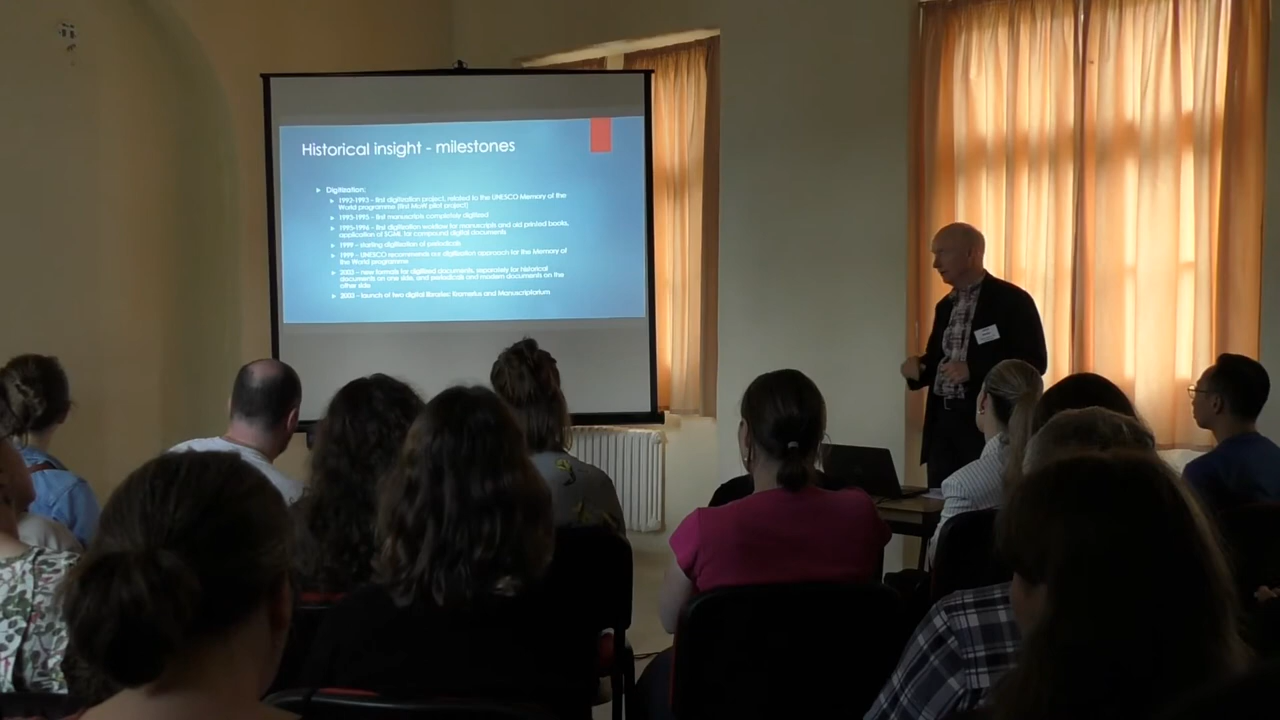 Historical insight - milestones
Digitization:
1992-1993 - first digitization project, related to the UNESCO Memory of the
World programme (first MoW pilot project)
1993-1995 - first manuscripts completely digitized
1995-1996 - first digitization workflow for manuscripts and old printed books,
application of SGML for compound digital documents
1999 - starting digitization of periodicals
1999 - UNESCO recommends our digitization approach for the Memory of
the World programme
2003 - new formats for digitized documents, separately for historical
documents on one side, and periodicals and modern documents on the
other side
2003 - launch of two digital libraries: Kramerius and Manuscriptorium